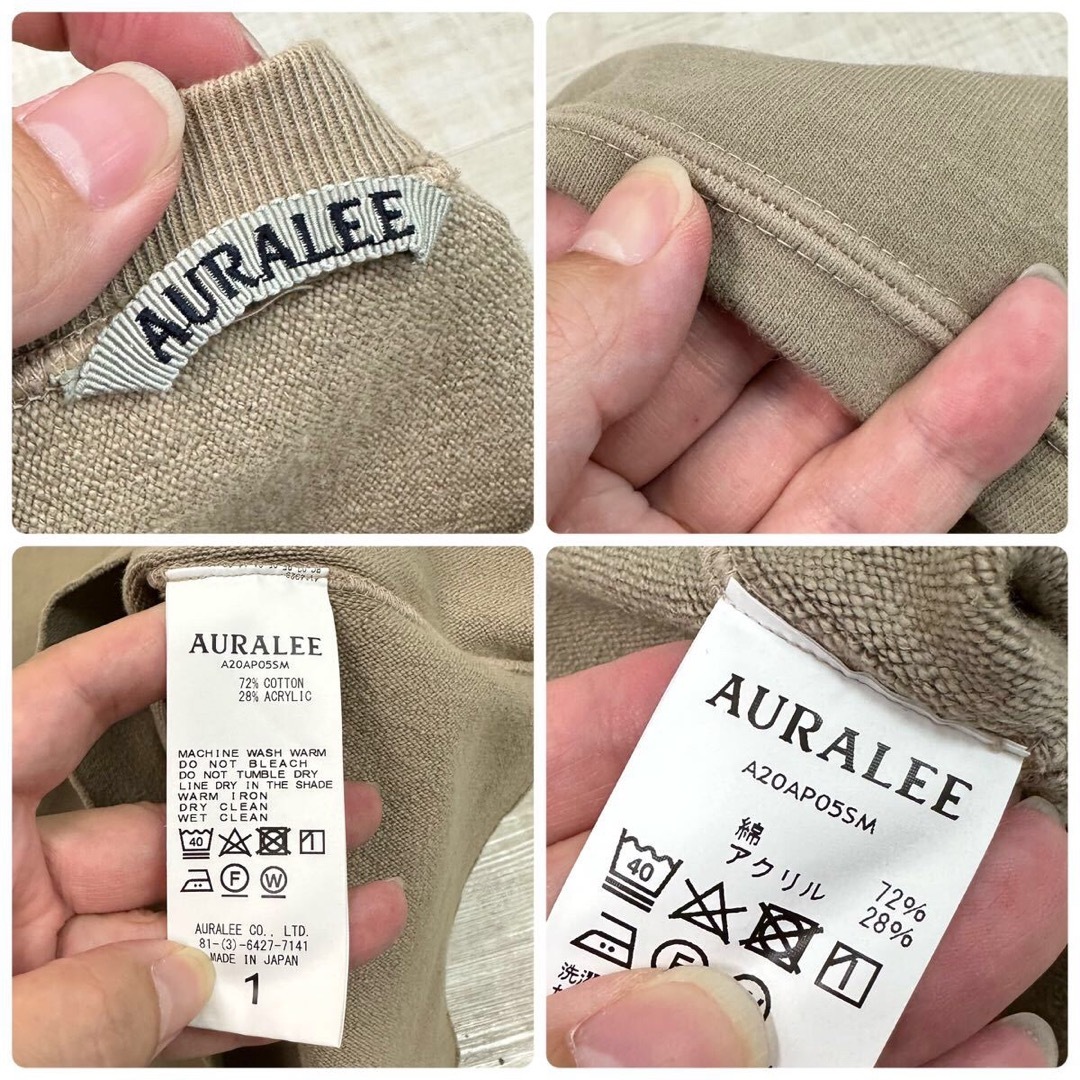 AURALEE
AURALEE
A20AP05SM
72% COTTON
28% ACRYLIC
MACHINE WASH WARM
DO NOT BLEACH
DO NOT TUMBLE DRY
LINE DRY IN THE SHADE
WARM IRON
DRY CLEAN
WET CLEAN
40
F W
AURALEE CO., LTD.
81-(3)-6427-7141
MADE IN JAPAN
1
AURALEE
A20AP05SM
綿 72%
アクリル 28%
40
洗濯